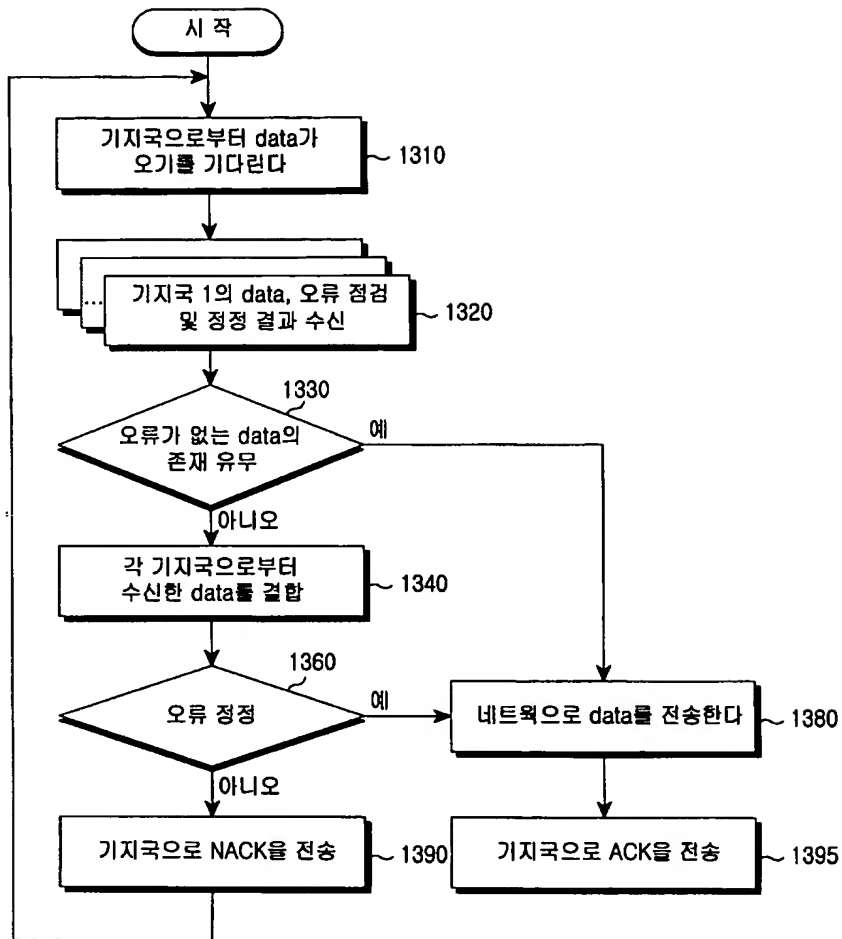 시 작
기지국으로부터 data가
오기를 기다린다
1310
...
기지국 1의 data, 오류 점검
및 정정 결과 수신
1320
1330
오류가 없는 data의
존재 유무
예
아니오
각 기지국으로부터
수신한 data를 결합
1340
1360
오류 정정
예
네트웍으로 data를 전송한다
1380
아니오
기지국으로 NACK을 전송
1390
기지국으로 ACK을 전송
1395